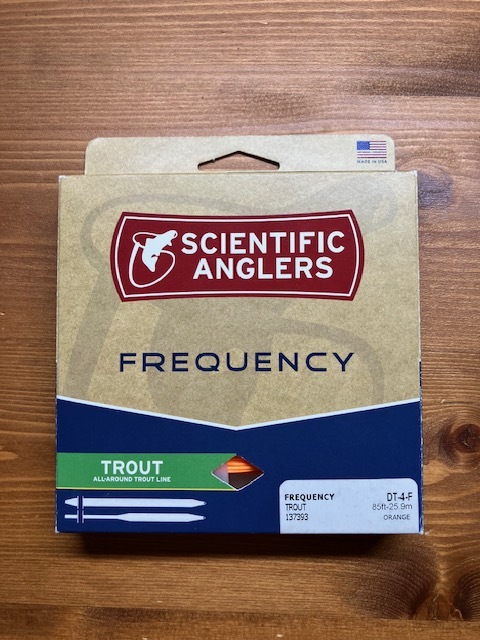 MADE IN USA
SCIENTIFIC
ANGLERS
FREQUENCY
TROUT
ALL-AROUND TROUT LINE
FREQUENCY DT-4-F
TROUT 85ft-25.9m
137393 ORANGE